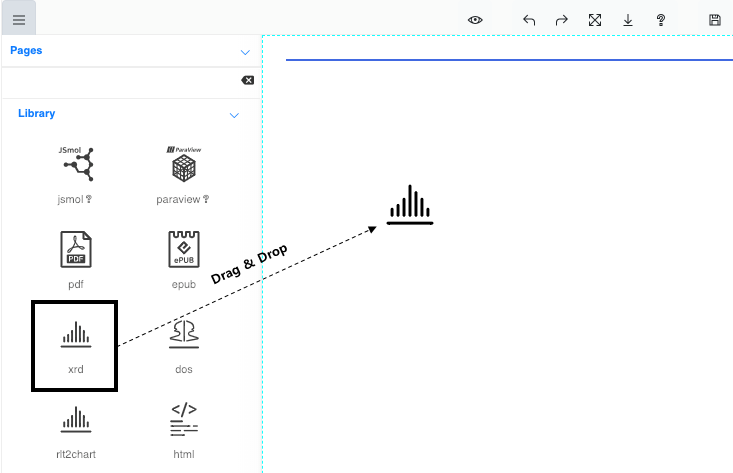 Pages
Library
JSmol
ParaView
jsmol ?
paraview ?
PDF
ePUB
pdf
epub
Drag & Drop
xrd
dos
rlt2chart
html